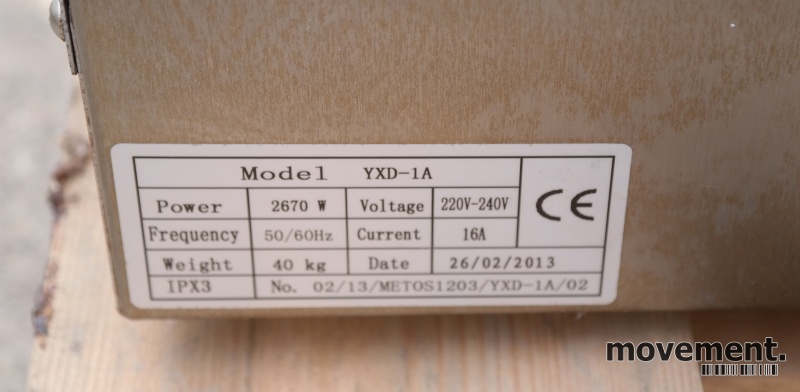 Model YXD-1A
Power 2670 W Voltage 220V-240V
CE
Frequency 50/60Hz Current 16A
Weight 40 kg Date 26/02/2013
IPX3 No. 02/13/METOS1203/YXD-1A/02
movement.